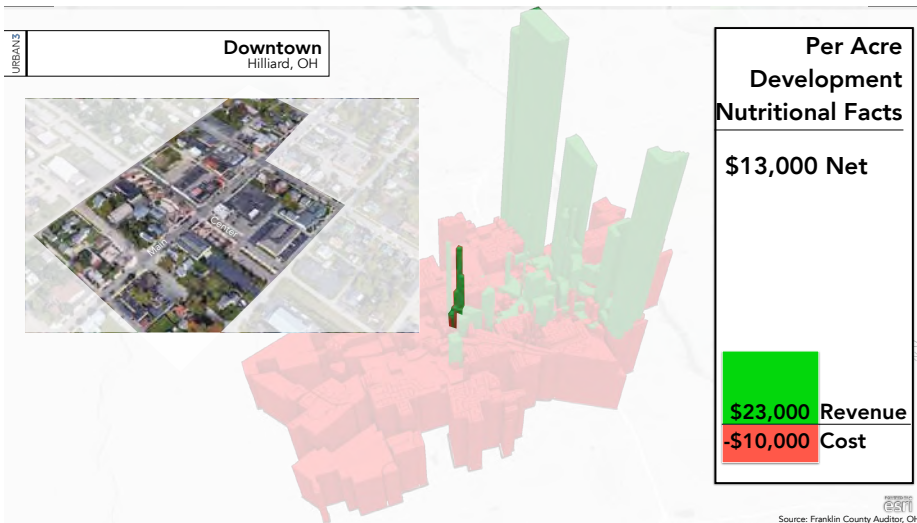 URBAN3
Downtown
Hilliard, OH
Main
Center
Per Acre
Development
Nutritional Facts
$13,000 Net
$23,000 Revenue
-$10,000 Cost
esri
Source: Franklin County Auditor, OH